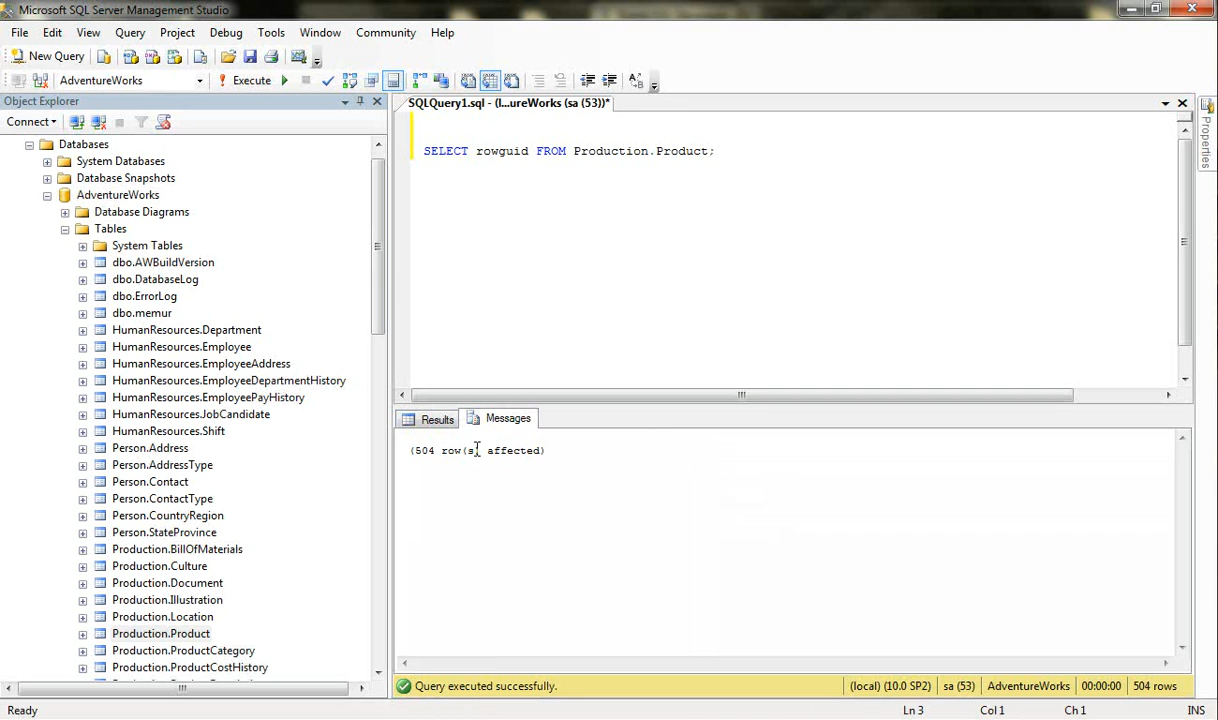 Microsoft SQL Server Management Studio
File Edit View Query Project Debug Tools Window Community Help
New Query
AdventureWorks Execute
Object Explorer
SQLQuery1.sql - (l...ureWorks (sa (53))*
Connect
Properties
Databases
System Databases
Database Snapshots
AdventureWorks
Database Diagrams
Tables
System Tables
dbo.AWBuildVersion
dbo.DatabaseLog
dbo.ErrorLog
dbo.memur
HumanResources.Department
HumanResources.Employee
HumanResources.EmployeeAddress
HumanResources.EmployeeDepartmentHistory
HumanResources.EmployeePayHistory
HumanResources.JobCandidate
HumanResources.Shift
Person.Address
Person.AddressType
Person.Contact
Person.ContactType
Person.CountryRegion
Person.StateProvince
Production.BillOfMaterials
Production.Culture
Production.Document
Production.Illustration
Production.Location
Production.Product
Production.ProductCategory
Production.ProductCostHistory
SELECT rowguid FROM Production.Product;
Results Messages
(504 row(s) affected)
Query executed successfully. (local) (10.0 SP2) sa (53) AdventureWorks 00:00:00 504 rows
Ready Ln 3 Col 1 Ch 1 INS